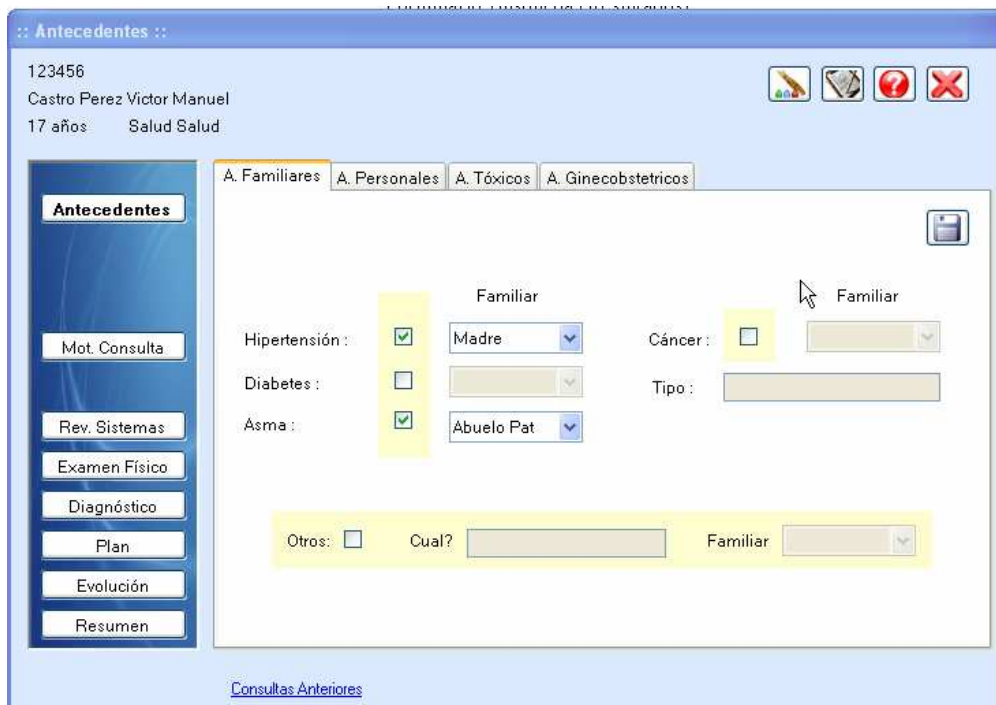 :: Antecedentes ::
123456
Castro Perez Victor Manuel
17 años Salud Salud
A. Familiares A. Personales A. Tóxicos A. Ginecobstetricos
Antecedentes
Mot. Consulta
Rev. Sistemas
Examen Físico
Diagnóstico
Plan
Evolución
Resumen
Familiar Familiar
Hipertensión : Madre Cáncer :
Diabetes : Tipo :
Asma : Abuelo Pat
Otros: Cual? Familiar
Consultas Anteriores